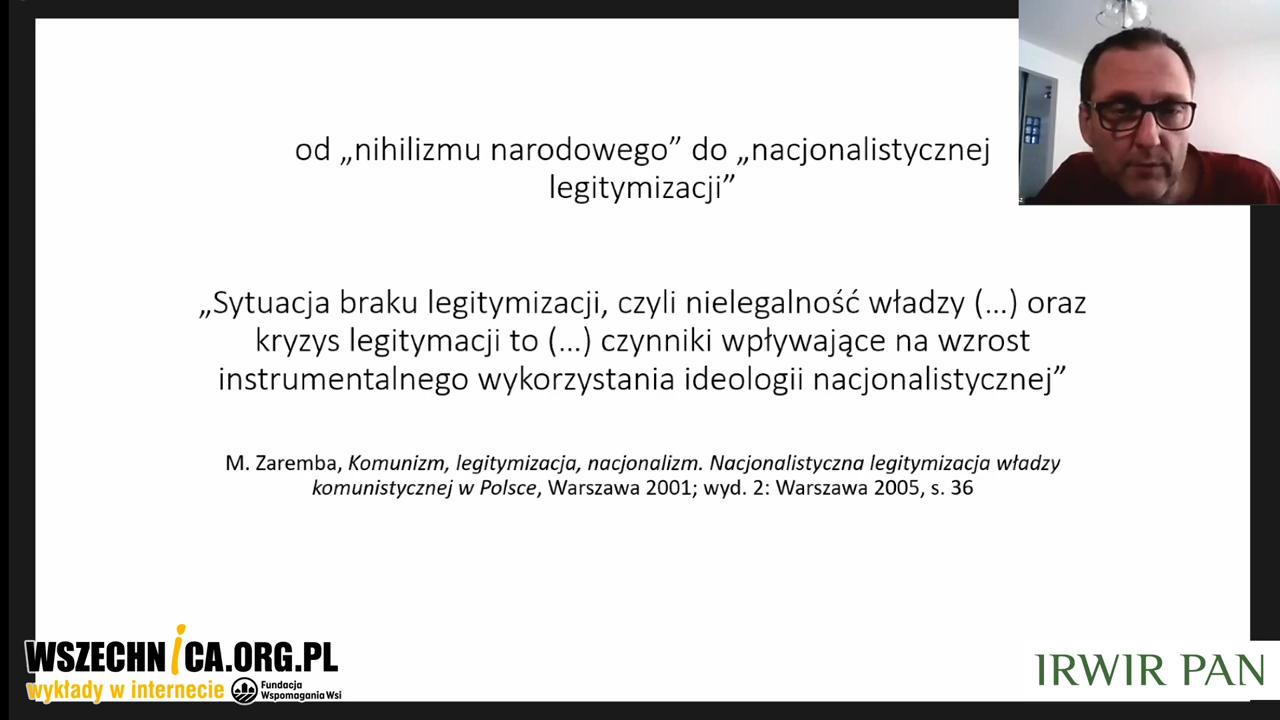 od „nihilizmu narodowego” do „nacjonalistycznej
legitymizacji”
„Sytuacja braku legitymizacji, czyli nielegalność władzy (...) oraz
kryzys legitymacji to (...) czynniki wpływające na wzrost
instrumentalnego wykorzystania ideologii nacjonalistycznej”
M. Zaremba, Komunizm, legitymizacja, nacjonalizm. Nacjonalistyczna legitymizacja władzy
komunistycznej w Polsce, Warszawa 2001; wyd. 2: Warszawa 2005, s. 36
WSZECHNiCA.ORG.PL
wykłady w internecie
Fundacja
Wspomagania Wsi
IRWIR PAN